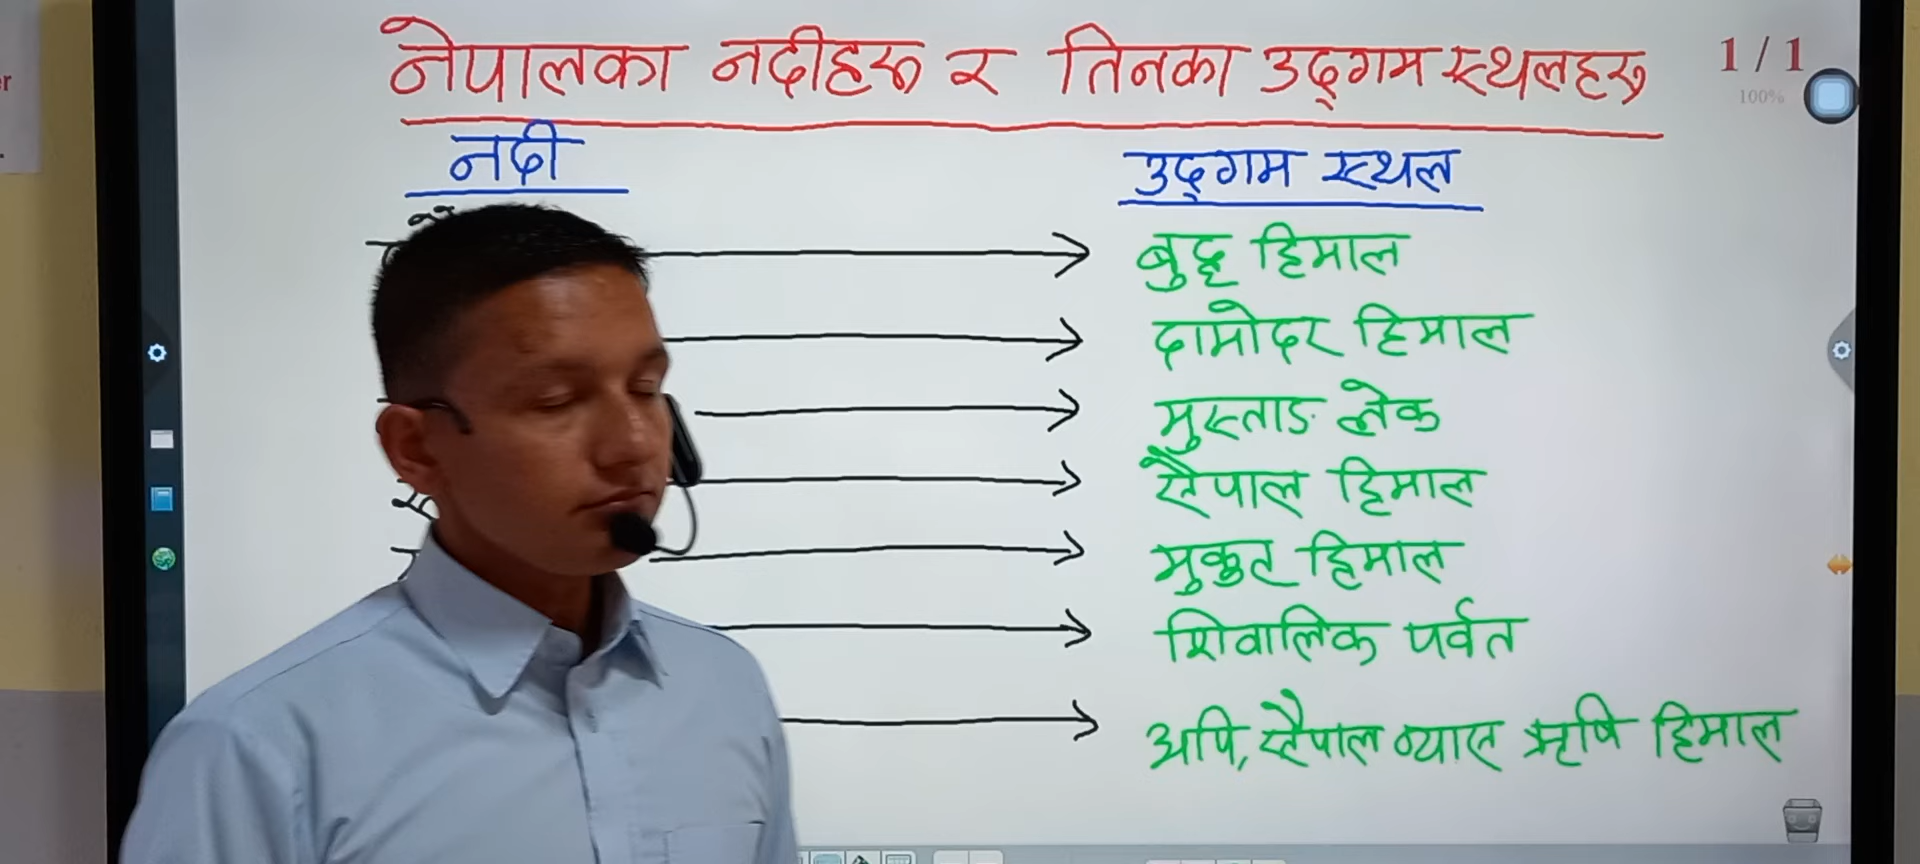 नेपालका नदीहरू र तिनका उद्गम स्थलहरू
1/1
100%
नदी
उद्गम स्थल
बुद्ध हिमाल
दामोदर हिमाल
मुस्ताङ लेक
सैपाल हिमाल
मुकुट हिमाल
शिवालिक पर्वत
अपि, सैपाल व्यास ऋषि हिमाल